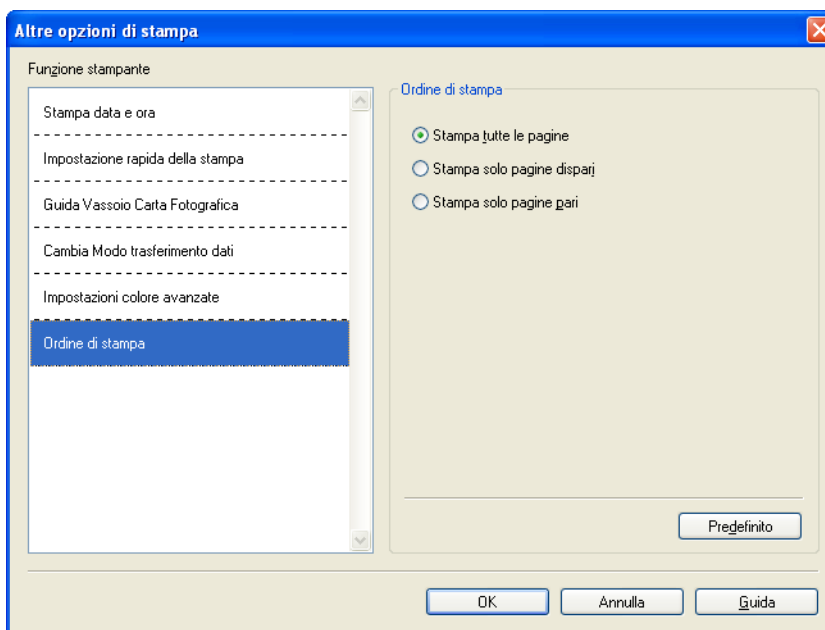 Altre opzioni di stampa
Funzione stampante
Stampa data e ora
Impostazione rapida della stampa
Guida Vassoio Carta Fotografica
Cambia Modo trasferimento dati
Impostazioni colore avanzate
Ordine di stampa
Ordine di stampa
Stampa tutte le pagine
Stampa solo pagine dispari
Stampa solo pagine pari
Predefinito
OK
Annulla
Guida